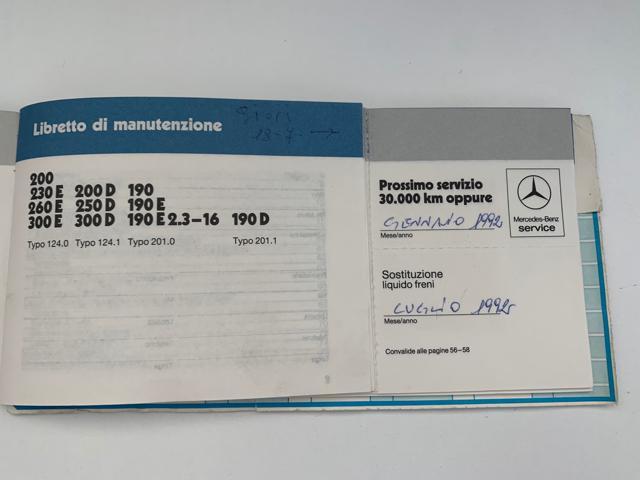 Libretto di manutenzione
18-7-
200
230 E 200 D 190
260 E 250 D 190 E
300 E 300 D 190 E 2.3-16 190 D
Typo 124.0 Typo 124.1 Typo 201.0 Typo 201.1
Prossimo servizio
30.000 km oppure
GENNAIO 1992
Mese/anno
Mercedes-Benz
service
Sostituzione
liquido freni
LUGLIO 1992
Mese/anno
Convalide alle pagine 56-58